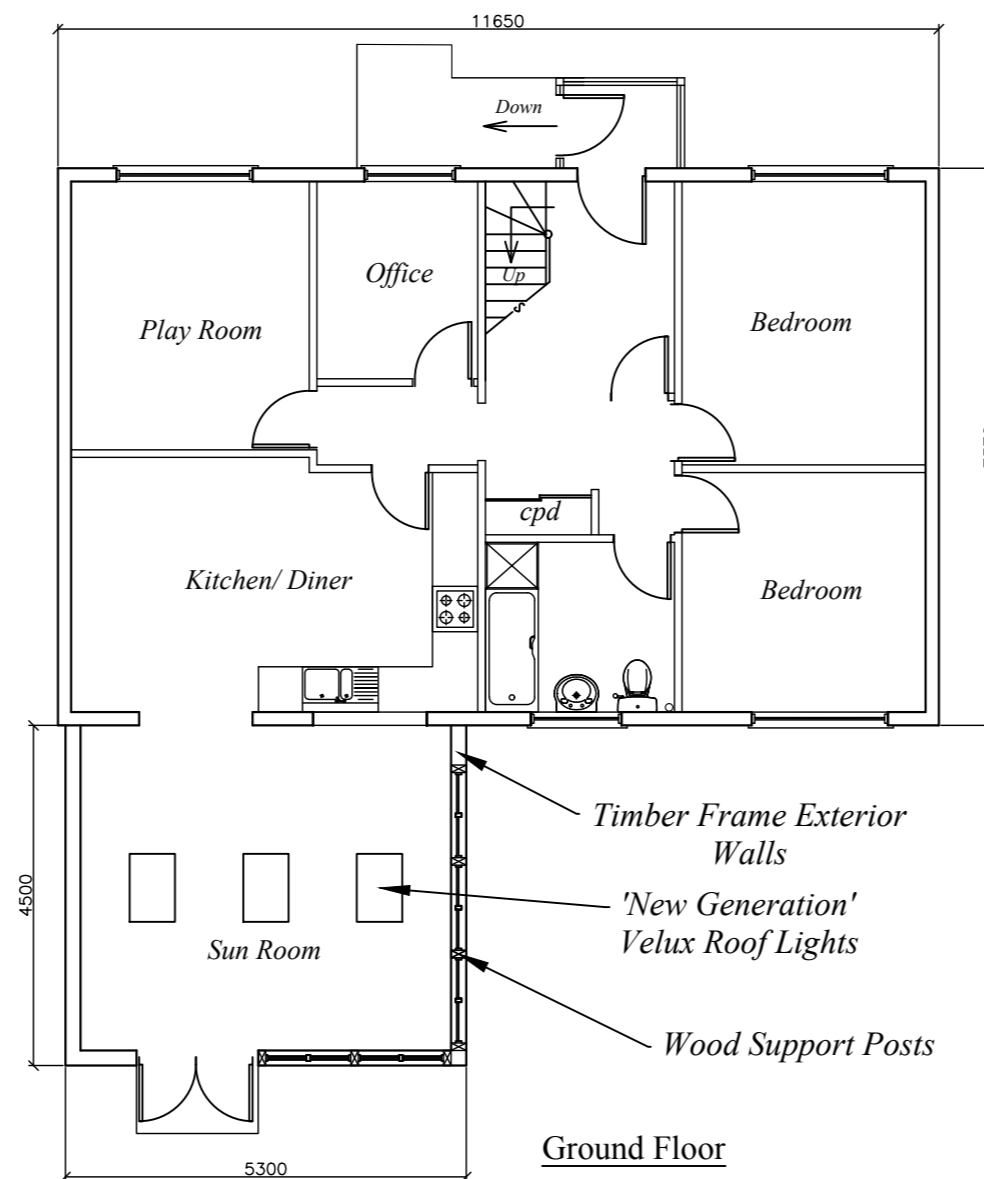 11650
Down
Office
Up
Play Room
Bedroom
cpd
Kitchen/ Diner
Bedroom
Timber Frame Exterior
Walls
4500
'New Generation'
Velux Roof Lights
Sun Room
Wood Support Posts
Ground Floor
5300